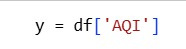 y = df['AQI']